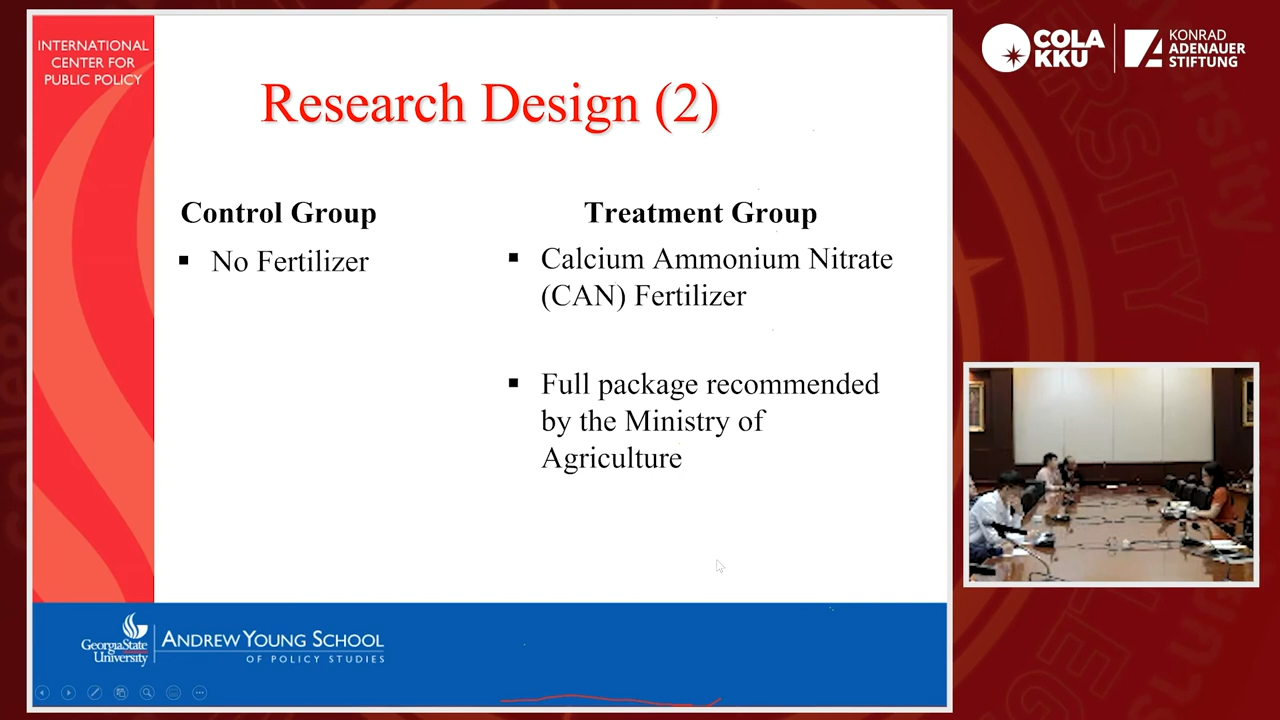 INTERNATIONAL
CENTER FOR
PUBLIC POLICY
Research Design (2)
Control Group
▪ No Fertilizer
Treatment Group
▪ Calcium Ammonium Nitrate
(CAN) Fertilizer
▪ Full package recommended
by the Ministry of
Agriculture
GeorgiaState
University
ANDREW YOUNG SCHOOL
OF POLICY STUDIES
COLA
KKU
KONRAD
ADENAUER
STIFTUNG